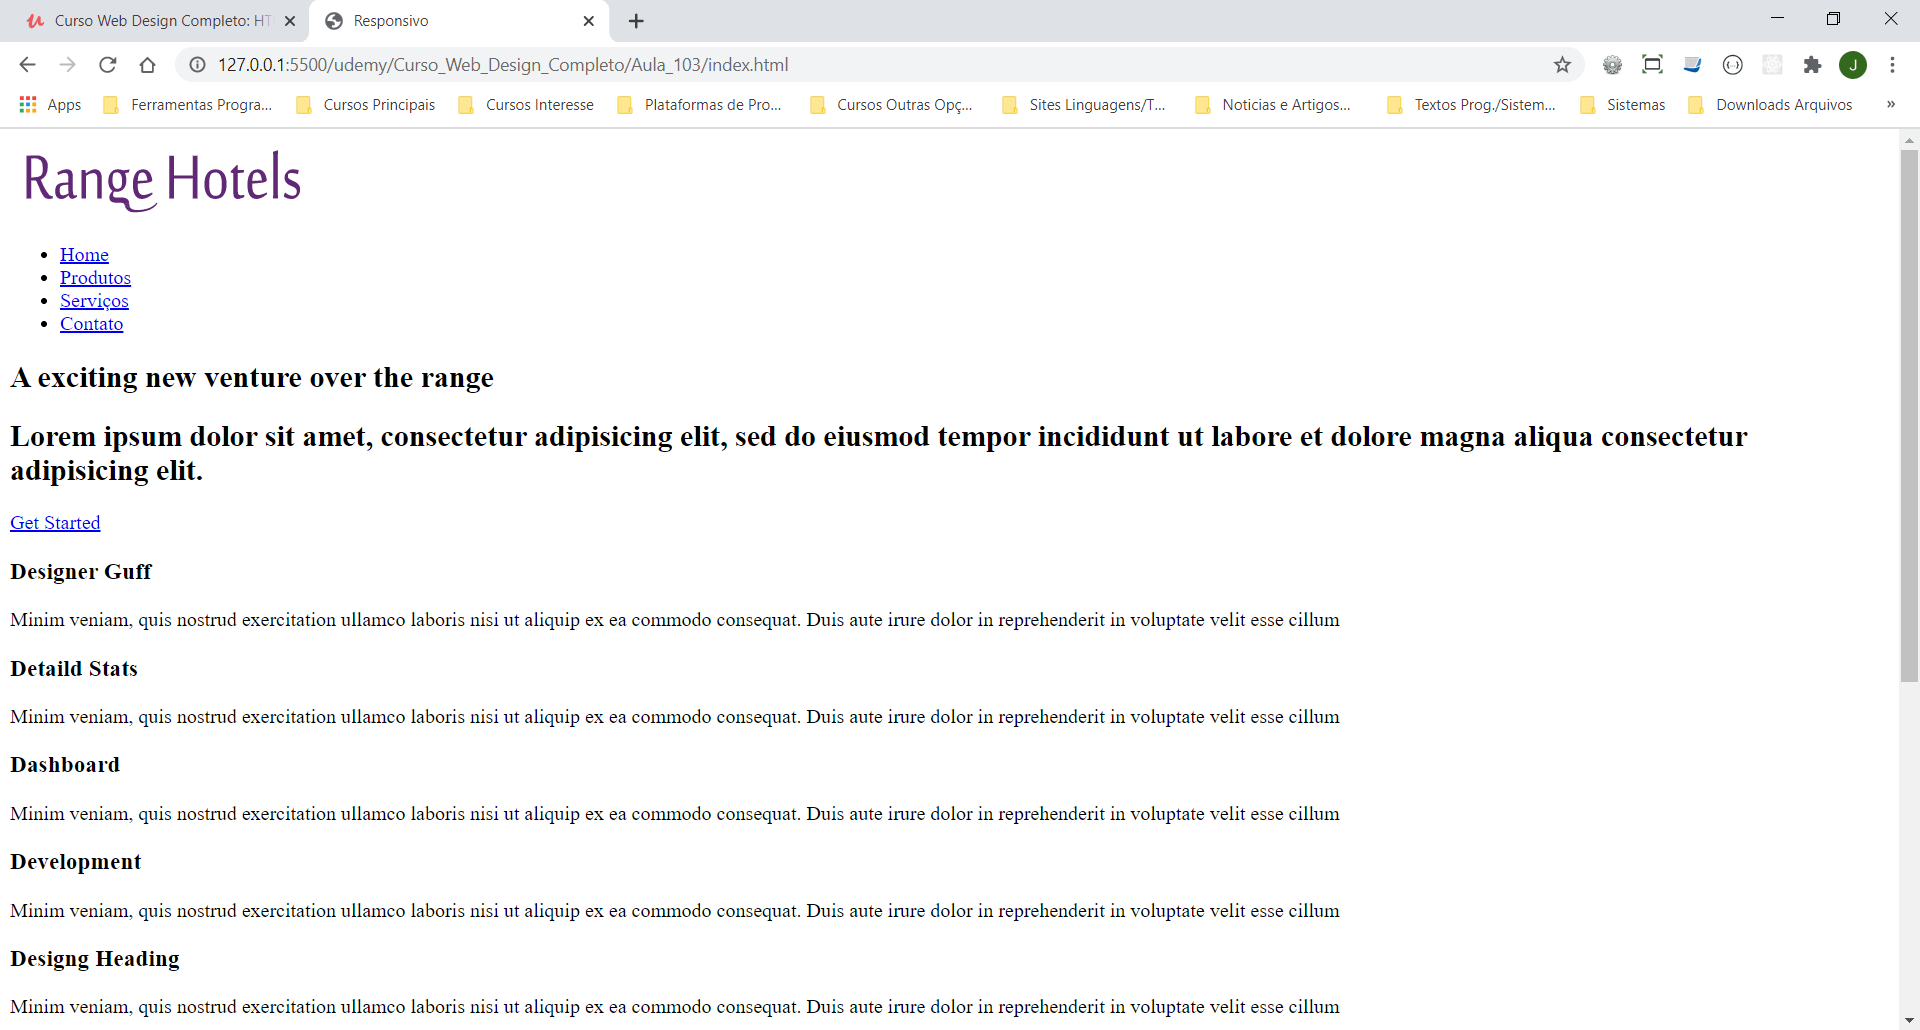 Curso Web Design Completo: HT
Responsivo
127.0.0.1:5500/udemy/Curso_Web_Design_Completo/Aula_103/index.html
J
Apps Ferramentas Progra... Cursos Principais Cursos Interesse Plataformas de Pro... Cursos Outras Opç... Sites Linguagens/T... Noticias e Artigos... Textos Prog./Sistem... Sistemas Downloads Arquivos »
Range Hotels
Home
Produtos
Serviços
Contato
A exciting new venture over the range
Lorem ipsum dolor sit amet, consectetur adipisicing elit, sed do eiusmod tempor incididunt ut labore et dolore magna aliqua consectetur
adipisicing elit.
Get Started
Designer Guff
Minim veniam, quis nostrud exercitation ullamco laboris nisi ut aliquip ex ea commodo consequat. Duis aute irure dolor in reprehenderit in voluptate velit esse cillum
Detaild Stats
Minim veniam, quis nostrud exercitation ullamco laboris nisi ut aliquip ex ea commodo consequat. Duis aute irure dolor in reprehenderit in voluptate velit esse cillum
Dashboard
Minim veniam, quis nostrud exercitation ullamco laboris nisi ut aliquip ex ea commodo consequat. Duis aute irure dolor in reprehenderit in voluptate velit esse cillum
Development
Minim veniam, quis nostrud exercitation ullamco laboris nisi ut aliquip ex ea commodo consequat. Duis aute irure dolor in reprehenderit in voluptate velit esse cillum
Designg Heading
Minim veniam, quis nostrud exercitation ullamco laboris nisi ut aliquip ex ea commodo consequat. Duis aute irure dolor in reprehenderit in voluptate velit esse cillum